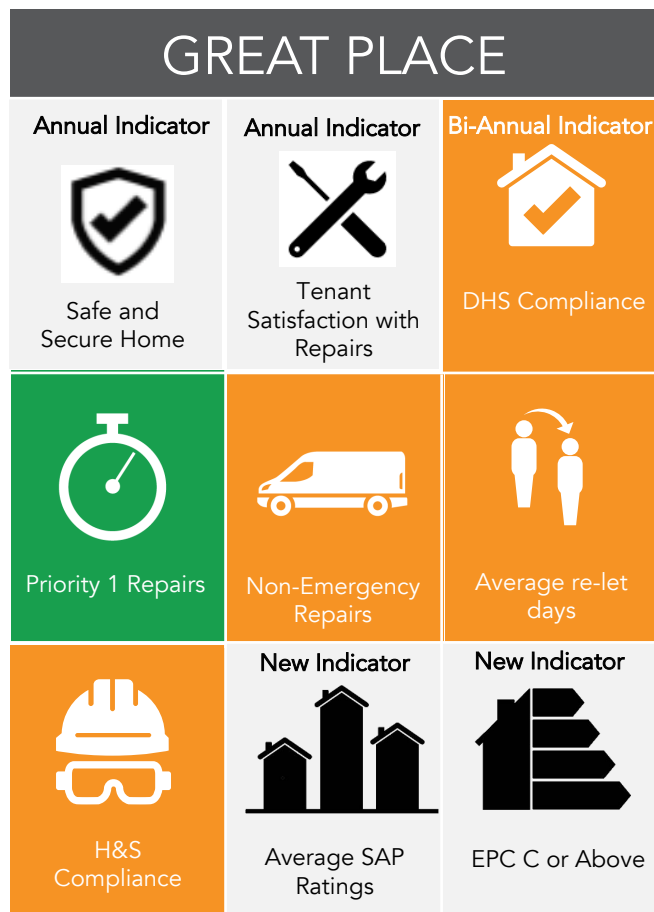 GREAT PLACE
Annual Indicator
Safe and
Secure Home
Annual Indicator
Tenant
Satisfaction with
Repairs
Bi-Annual Indicator
DHS Compliance
Priority 1 Repairs
Non-Emergency
Repairs
Average re-let
days
H&S
Compliance
New Indicator
Average SAP
Ratings
New Indicator
EPC C or Above